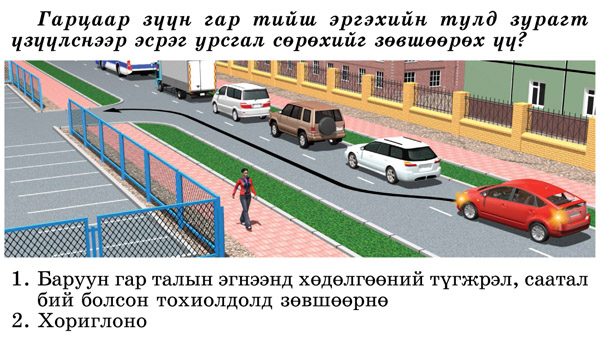 Гарцаар зүүн гар тийш эргэхийн тулд зурагт
үзүүлснээр эсрэг урсгал сөрөхийг зөвшөөрөх үү?
1. Баруун гар талын эгнээнд хөдөлгөөний түгжрэл, саатал
бий болсон тохиолдолд зөвшөөрнө
2. Хориглоно